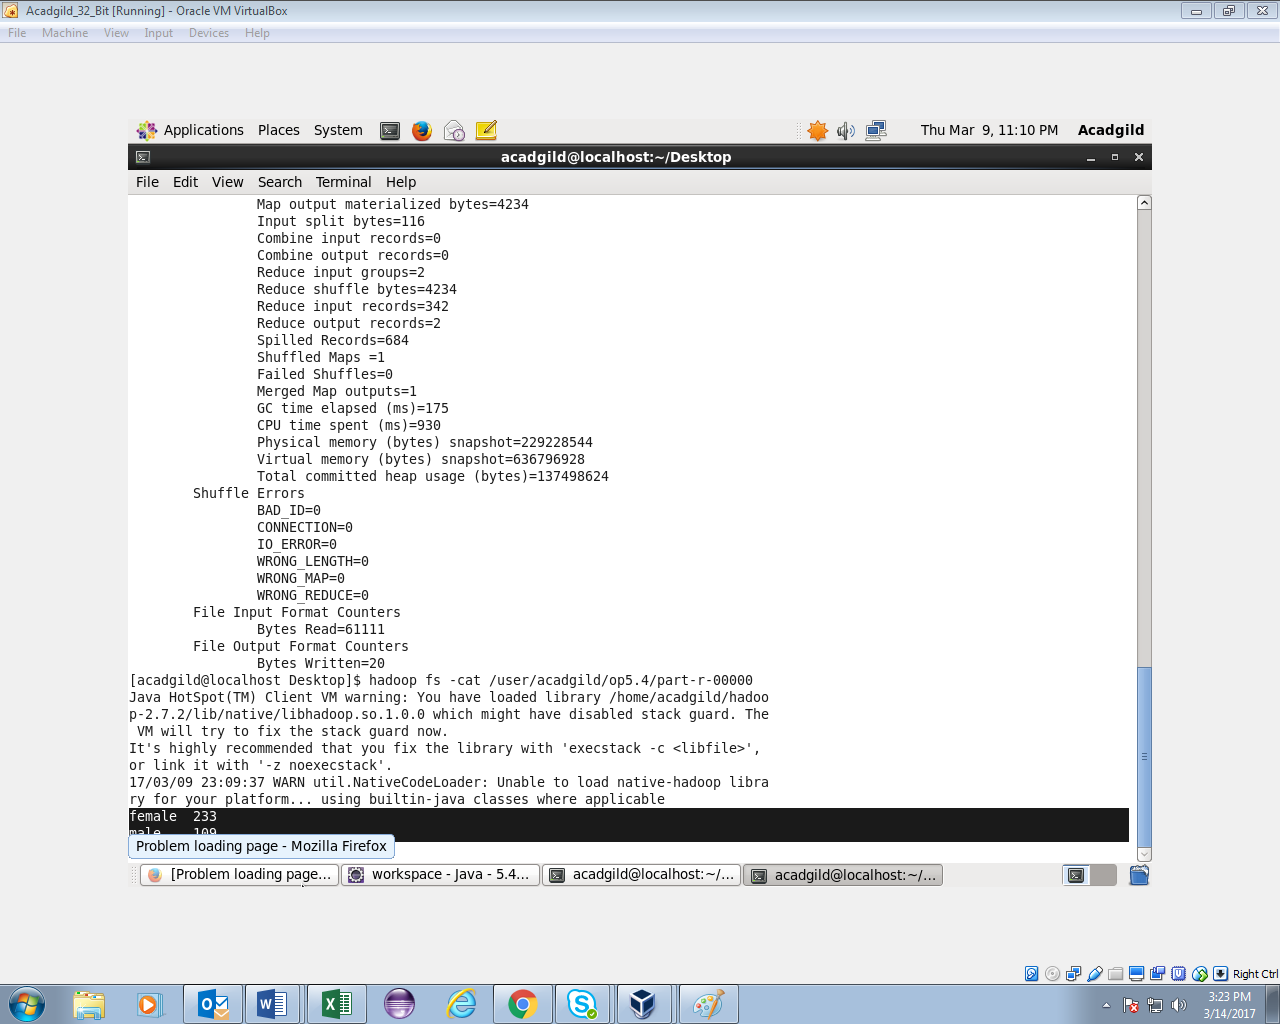 Acadgild_32_Bit [Running] - Oracle VM VirtualBox
File Machine View Input Devices Help
Applications Places System Thu Mar 9, 11:10 PM Acadgild
acadgild@localhost:~/Desktop
File Edit View Search Terminal Help
Map output materialized bytes=4234
Input split bytes=116
Combine input records=0
Combine output records=0
Reduce input groups=2
Reduce shuffle bytes=4234
Reduce input records=342
Reduce output records=2
Spilled Records=684
Shuffled Maps =1
Failed Shuffles=0
Merged Map outputs=1
GC time elapsed (ms)=175
CPU time spent (ms)=930
Physical memory (bytes) snapshot=229228544
Virtual memory (bytes) snapshot=636796928
Total committed heap usage (bytes)=137498624
Shuffle Errors
BAD_ID=0
CONNECTION=0
IO_ERROR=0
WRONG_LENGTH=0
WRONG_MAP=0
WRONG_REDUCE=0
File Input Format Counters
Bytes Read=61111
File Output Format Counters
Bytes Written=20
[acadgild@localhost Desktop]$ hadoop fs -cat /user/acadgild/op5.4/part-r-00000
Java HotSpot(TM) Client VM warning: You have loaded library /home/acadgild/hadoo
p-2.7.2/lib/native/libhadoop.so.1.0.0 which might have disabled stack guard. The
VM will try to fix the stack guard now.
It's highly recommended that you fix the library with 'execstack -c <libfile>',
or link it with '-z noexecstack'.
17/03/09 23:09:37 WARN util.NativeCodeLoader: Unable to load native-hadoop libra
ry for your platform... using builtin-java classes where applicable
female 233
male 109
Problem loading page - Mozilla Firefox
[Problem loading page... workspace - Java - 5.4... acadgild@localhost:~/... acadgild@localhost:~/...
Right Ctrl
3:23 PM
3/14/2017